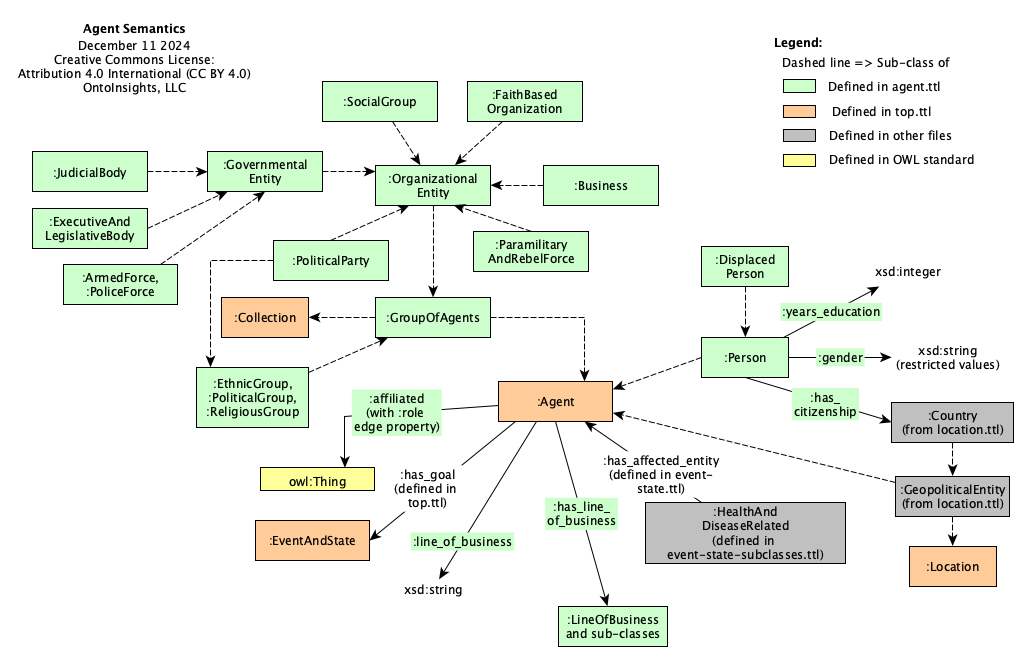 Agent Semantics
December 11 2024
Creative Commons License:
Attribution 4.0 International (CC BY 4.0)
OntoInsights, LLC
Legend:
Dashed line => Sub-class of
Defined in agent.ttl
Defined in top.ttl
Defined in other files
Defined in OWL standard
:SocialGroup
:FaithBased
Organization
:JudicialBody
:Governmental
Entity
:Organizational
Entity
:Business
:ExecutiveAnd
LegislativeBody
:ArmedForce,
:PoliceForce
:PoliticalParty
:Paramilitary
AndRebelForce
:Displaced
Person
xsd:integer
:years_education
:Collection
:GroupOfAgents
:Person
:gender
xsd:string
(restricted values)
:EthnicGroup,
:PoliticalGroup,
:ReligiousGroup
:affiliated
(with :role
edge property)
:Agent
:has_
citizenship
:Country
(from location.ttl)
owl:Thing
:has_goal
(defined in
top.ttl)
:has_affected_entity
(defined in event-
state.ttl)
:GeopoliticalEntity
(from location.ttl)
:EventAndState
:line_of_business
:has_line_
of_business
:HealthAnd
DiseaseRelated
(defined in
event-state-subclasses.ttl)
:Location
xsd:string
:LineOfBusiness
and sub-classes